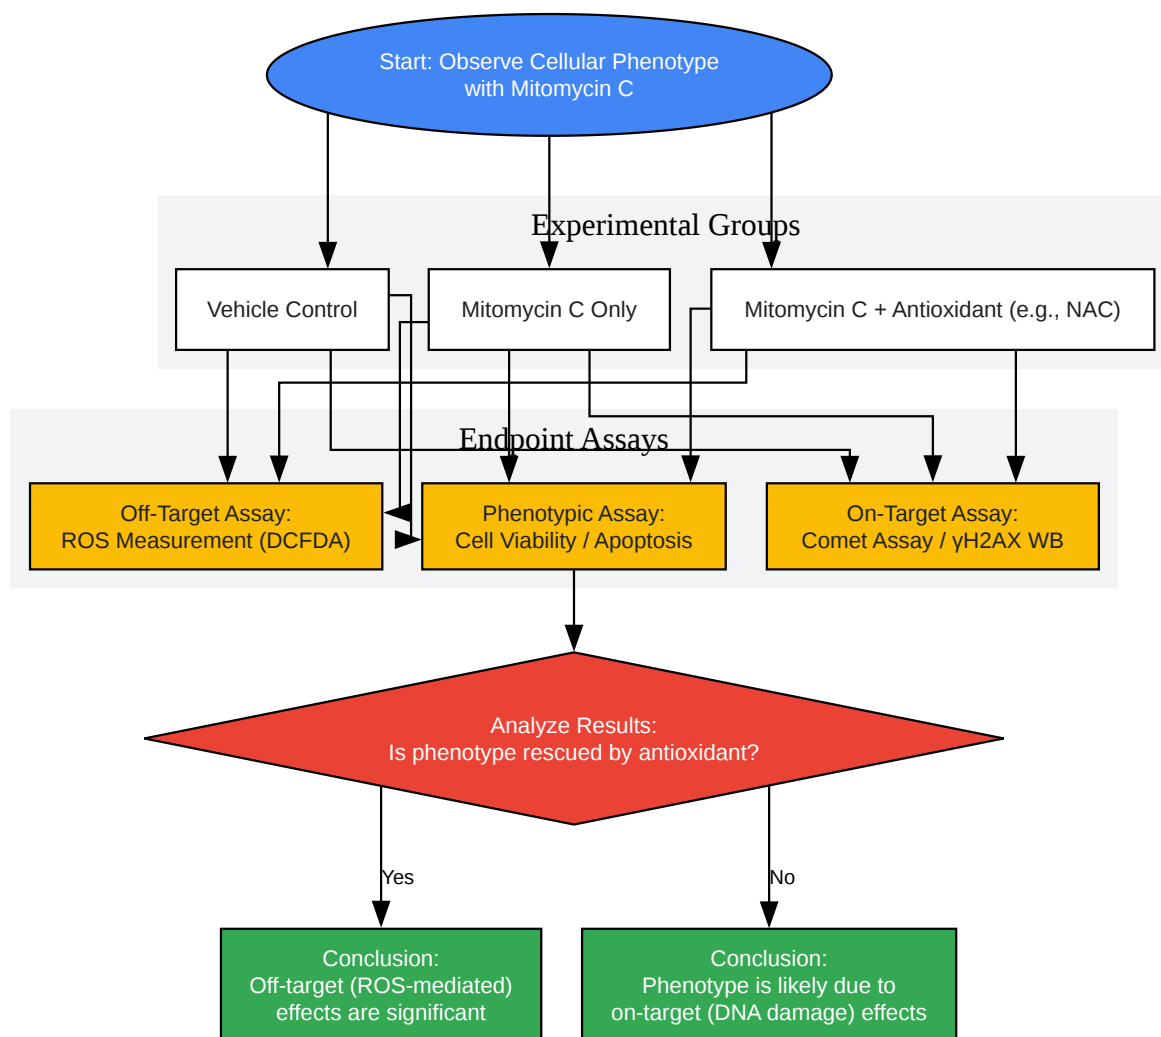 Start: Observe Cellular Phenotype
with Mitomycin C
Experimental Groups
Vehicle Control
Mitomycin C Only
Mitomycin C + Antioxidant (e.g., NAC)
Endpoint Assays
Off-Target Assay:
ROS Measurement (DCFDA)
Phenotypic Assay:
Cell Viability / Apoptosis
On-Target Assay:
Comet Assay / γH2AX WB
Analyze Results:
Is phenotype rescued by antioxidant?
Yes
No
Conclusion:
Off-target (ROS-mediated)
effects are significant
Conclusion:
Phenotype is likely due to
on-target (DNA damage) effects